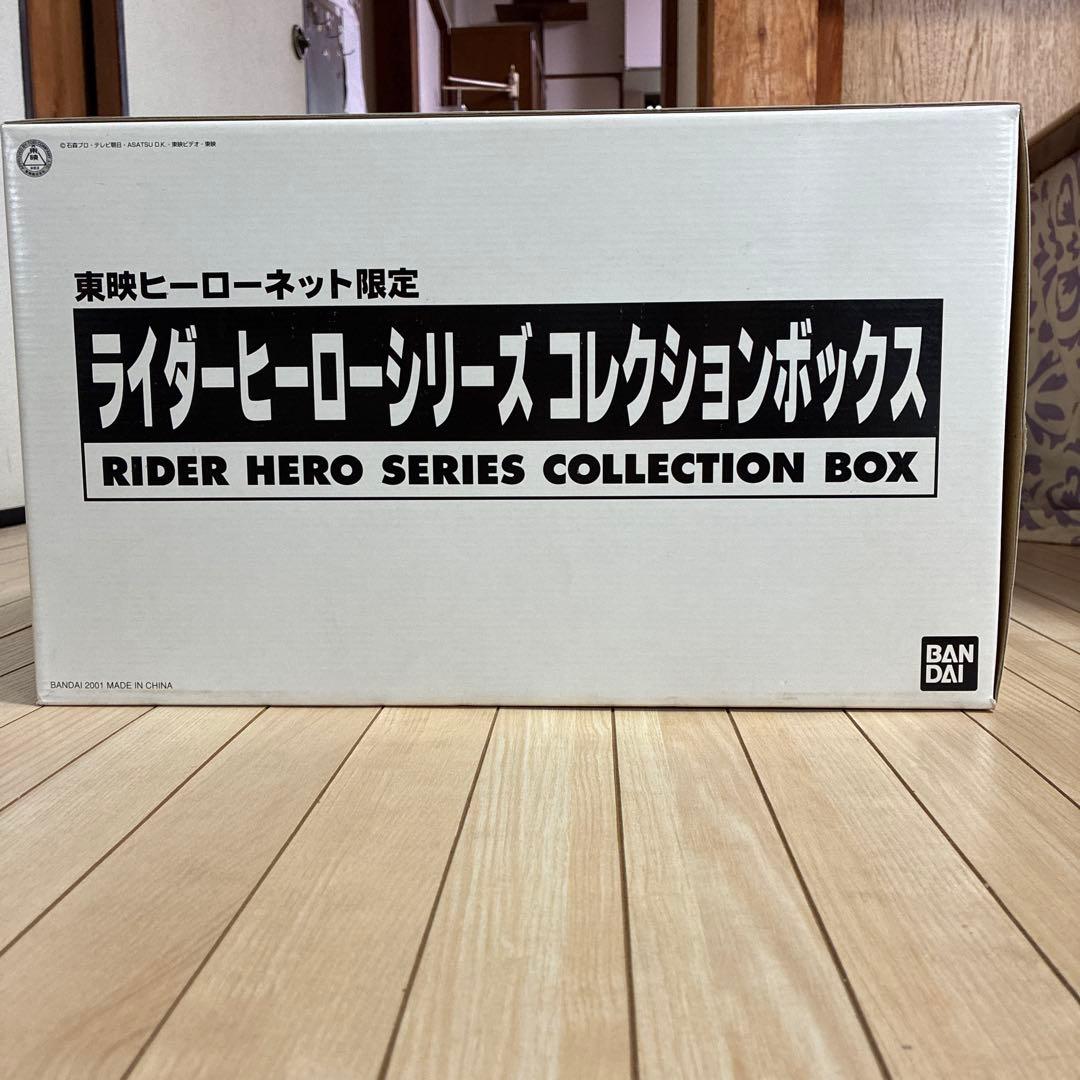 東映
©石森プロ・テレビ朝日・ASATSU D.K.・東映ビデオ・東映
東映ヒーローネット限定
ライダーヒーローシリーズ コレクションボックス
RIDER HERO SERIES COLLECTION BOX
BANDAI 2001 MADE IN CHINA
BAN
DAI